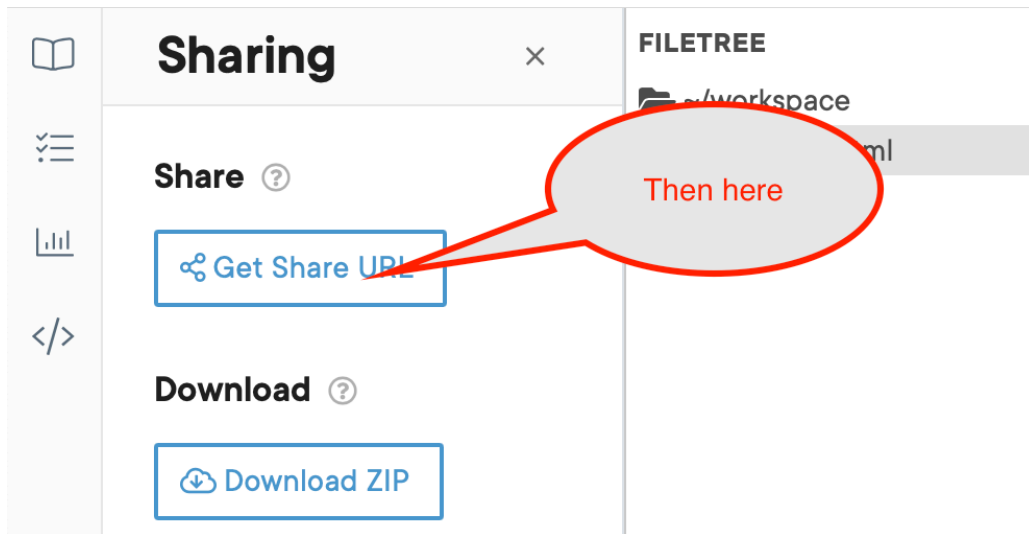 Sharing
×
Share ?
Get Share URL
Download ?
Download ZIP
FILETREE
~/workspace
ml
Then here